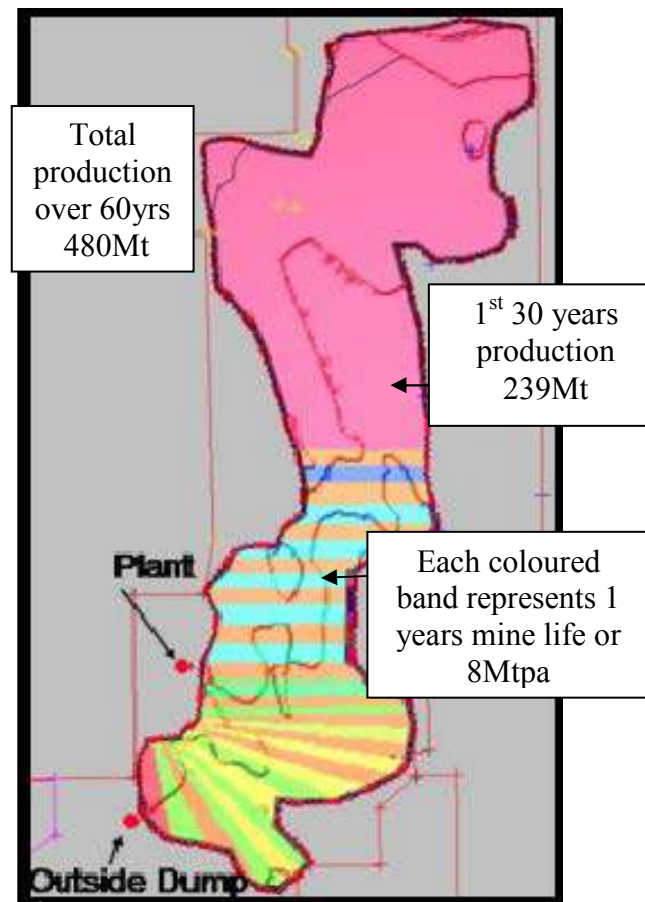 Total
production
over 60yrs
480Mt
1st 30 years
production
239Mt
Plant
Each coloured
band represents 1
years mine life or
8Mtpa
Outside Dump